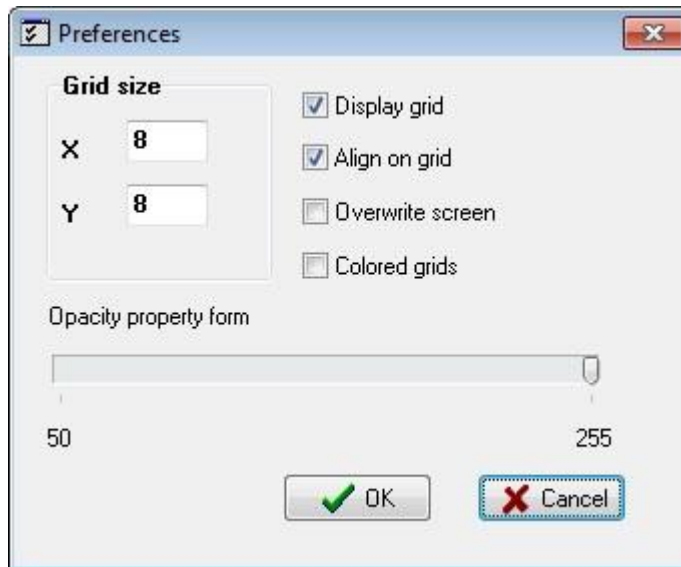 Preferences
Grid size
X 8
Y 8
Display grid
Align on grid
Overwrite screen
Colored grids
Opacity property form
50 255
OK Cancel